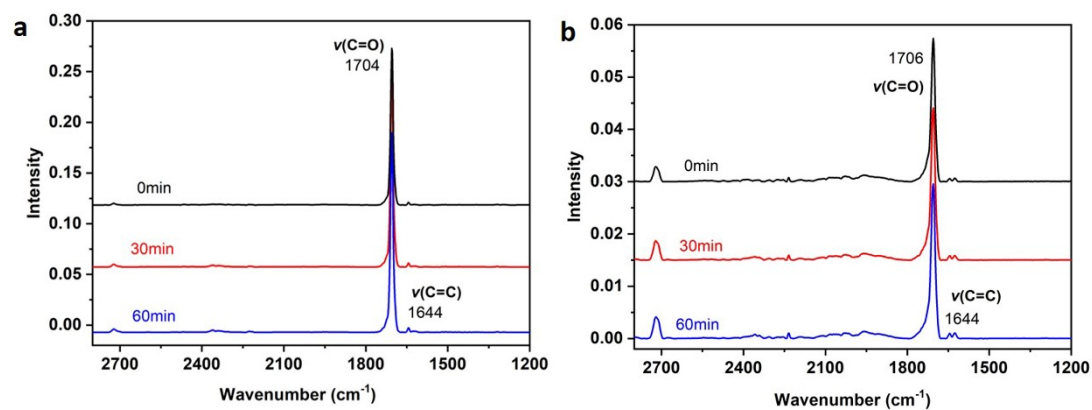 a
0.30
0.25
0.20
0.15
0.10
0.05
0.00
Intensity
ν(C=O)
1704
0min
30min
60min
ν(C=C)
1644
2700 2400 2100 1800 1500 1200
Wavenumber (cm⁻¹)
b
0.06
0.05
0.04
0.03
0.02
0.01
0.00
Intensity
1706
ν(C=O)
0min
30min
60min
ν(C=C)
1644
2700 2400 2100 1800 1500 1200
Wavenumber (cm⁻¹)